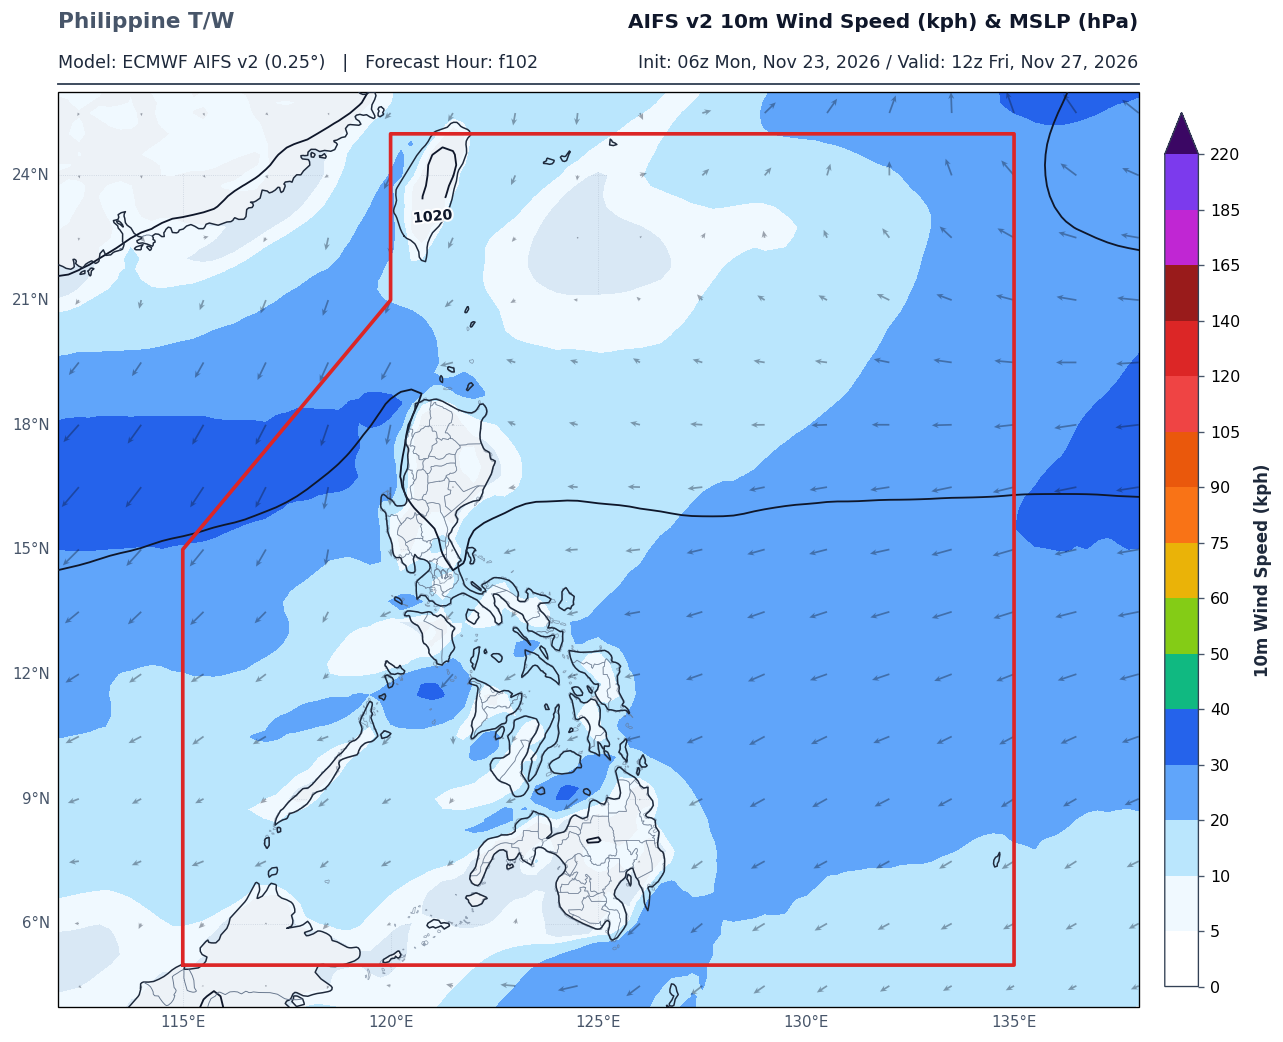 Philippine T/W
AIFS v2 10m Wind Speed (kph) & MSLP (hPa)
Model: ECMWF AIFS v2 (0.25°) | Forecast Hour: f102
Init: 06z Mon, Nov 23, 2026 / Valid: 12z Fri, Nov 27, 2026
24°N
21°N
18°N
15°N
12°N
9°N
6°N
1020
115°E
120°E
125°E
130°E
135°E
220
185
165
140
120
105
90
75
60
50
40
30
20
10
5
0
10m Wind Speed (kph)